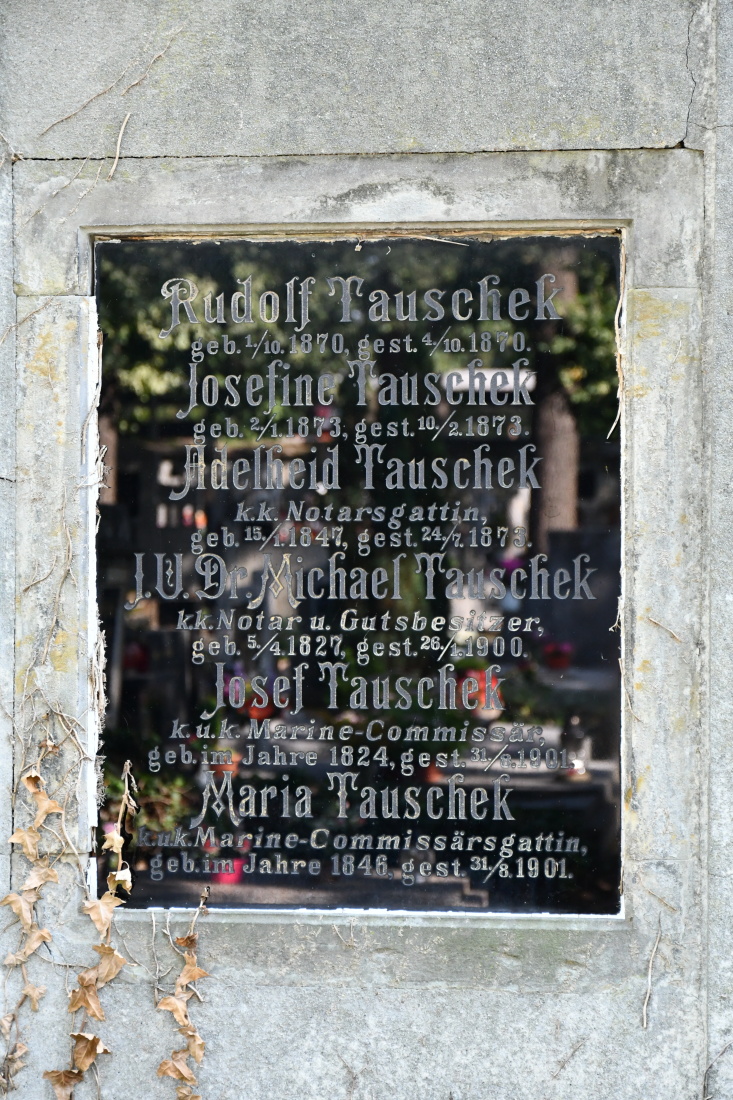 Rudolf Tauschek
geb. 1./10. 1870, gest. 4./10. 1870.
Josefine Tauschek
geb. 2./1. 1873, gest. 10./2. 1873.
Adelheid Tauschek
k.k. Notarsgattin,
geb. 15./1. 1847, gest. 24./7. 1873.
J.U.Dr. Michael Tauschek
k.k. Notar u. Gutsbesitzer,
geb. 5./4. 1827, gest. 26./1. 1900.
Josef Tauschek
k.u.k. Marine-Commissär,
geb. im Jahre 1824, gest. 31./8. 1901.
Maria Tauschek
k.u.k. Marine-Commissärsgattin,
geb. im Jahre 1846, gest. 31./8. 1901.